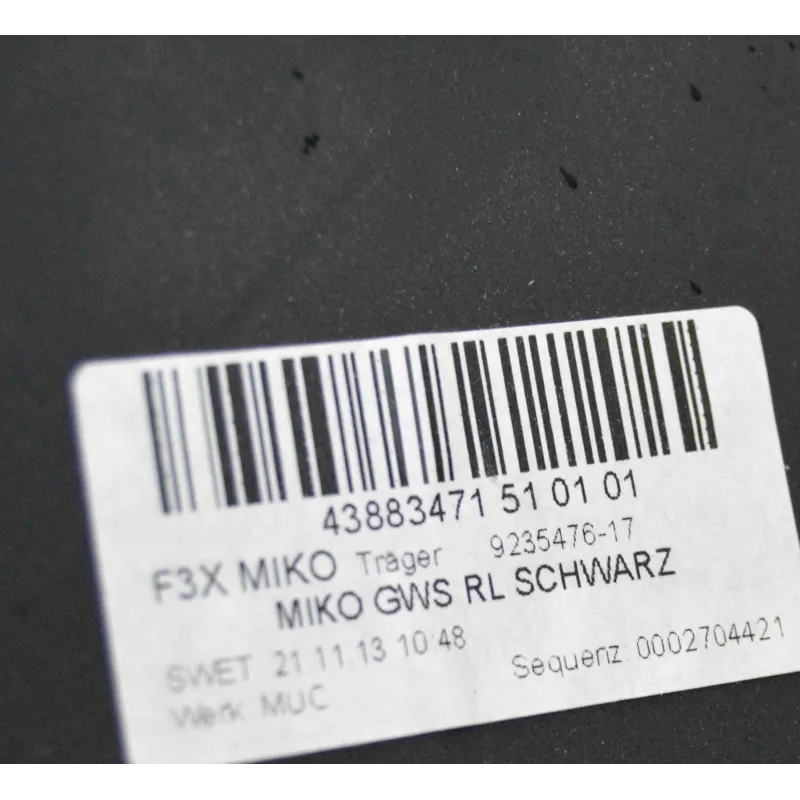 43883471 51 01 01
F3X MIKO Träger 9235476-17
MIKO GWS RL SCHWARZ
SWET 21.11.13 10:48 Sequenz: 0002704421
Werk: MUC